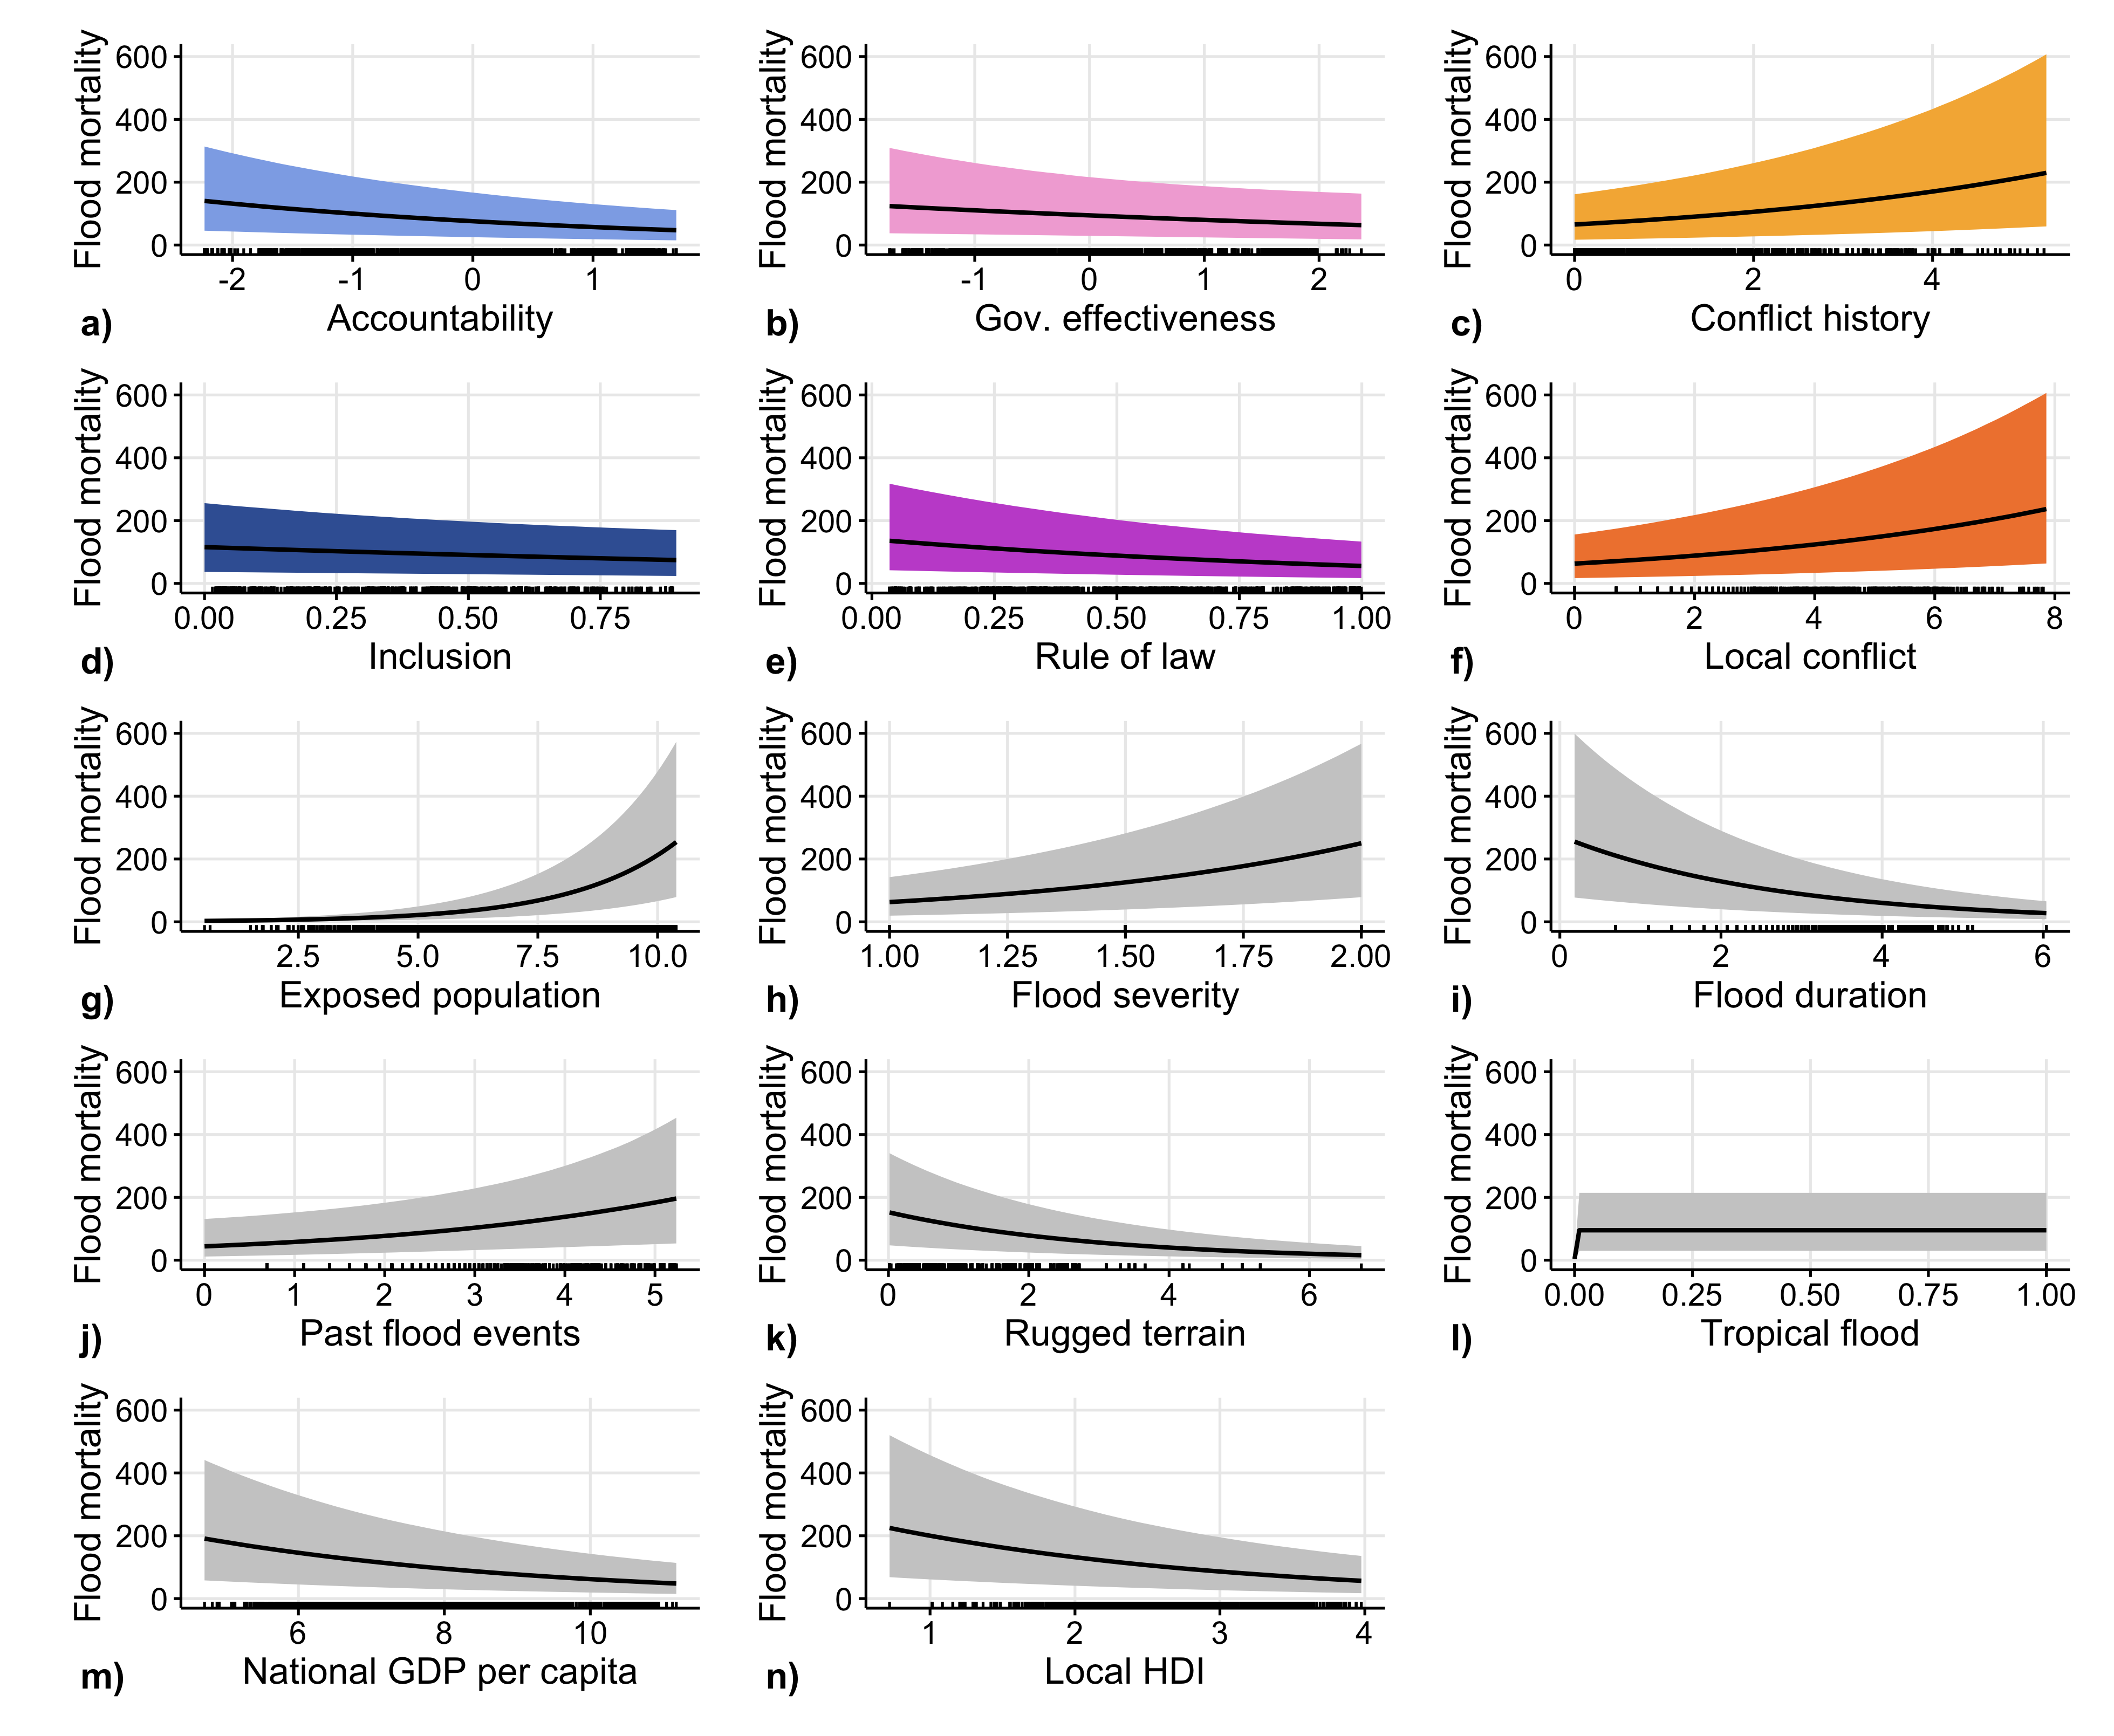 Flood mortality
600
400
200
0
-2 -1 0 1
a) Accountability
Flood mortality
600
400
200
0
-1 0 1 2
b) Gov. effectiveness
Flood mortality
600
400
200
0
0 2 4
c) Conflict history
Flood mortality
600
400
200
0
0.00 0.25 0.50 0.75
d) Inclusion
Flood mortality
600
400
200
0
0.00 0.25 0.50 0.75 1.00
e) Rule of law
Flood mortality
600
400
200
0
0 2 4 6 8
f) Local conflict
Flood mortality
600
400
200
0
2.5 5.0 7.5 10.0
g) Exposed population
Flood mortality
600
400
200
0
1.00 1.25 1.50 1.75 2.00
h) Flood severity
Flood mortality
600
400
200
0
0 2 4 6
i) Flood duration
Flood mortality
600
400
200
0
0 1 2 3 4 5
j) Past flood events
Flood mortality
600
400
200
0
0 2 4 6
k) Rugged terrain
Flood mortality
600
400
200
0
0.00 0.25 0.50 0.75 1.00
l) Tropical flood
Flood mortality
600
400
200
0
6 8 10
m) National GDP per capita
Flood mortality
600
400
200
0
1 2 3 4
n) Local HDI